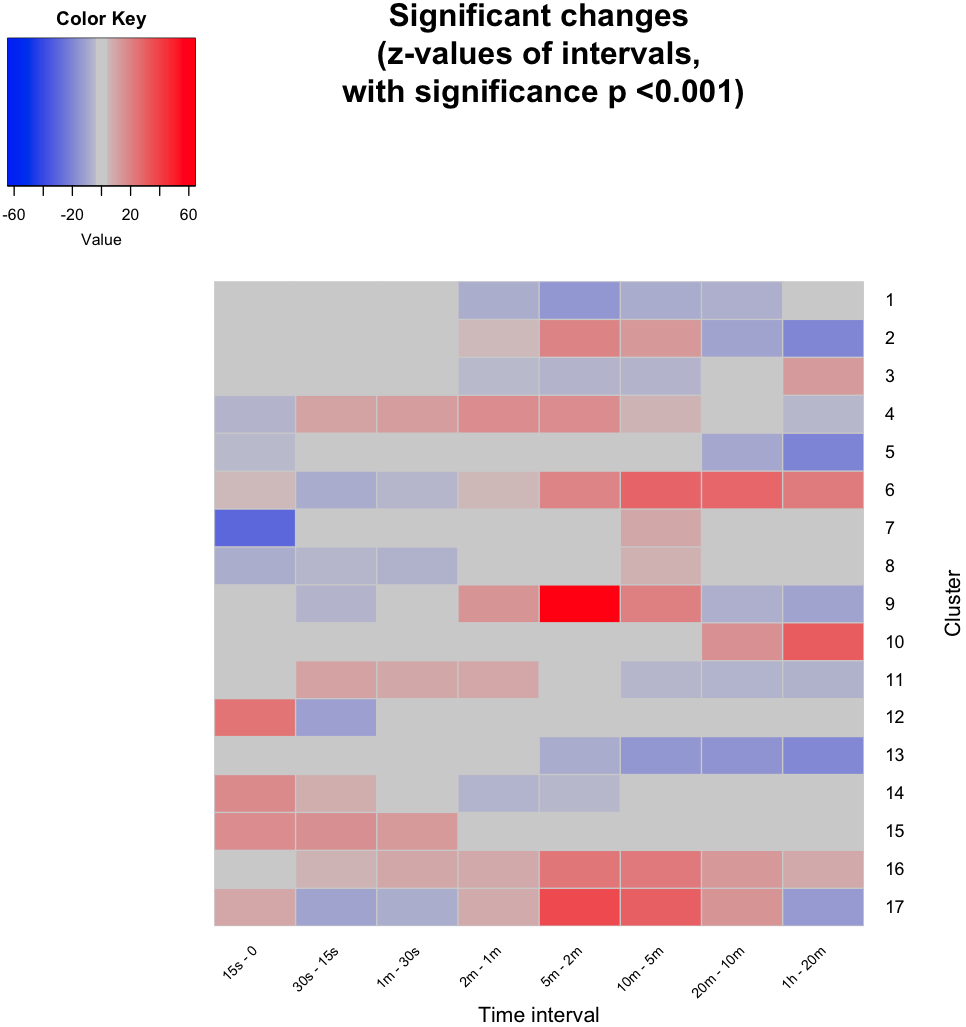 Color Key
-60 -20 20 60
Value
Significant changes
(z-values of intervals,
with significance p <0.001)
1
2
3
4
5
6
7
8
9
10
11
12
13
14
15
16
17
Cluster
15s - 0
30s - 15s
1m - 30s
2m - 1m
5m - 2m
10m - 5m
20m - 10m
1h - 20m
Time interval